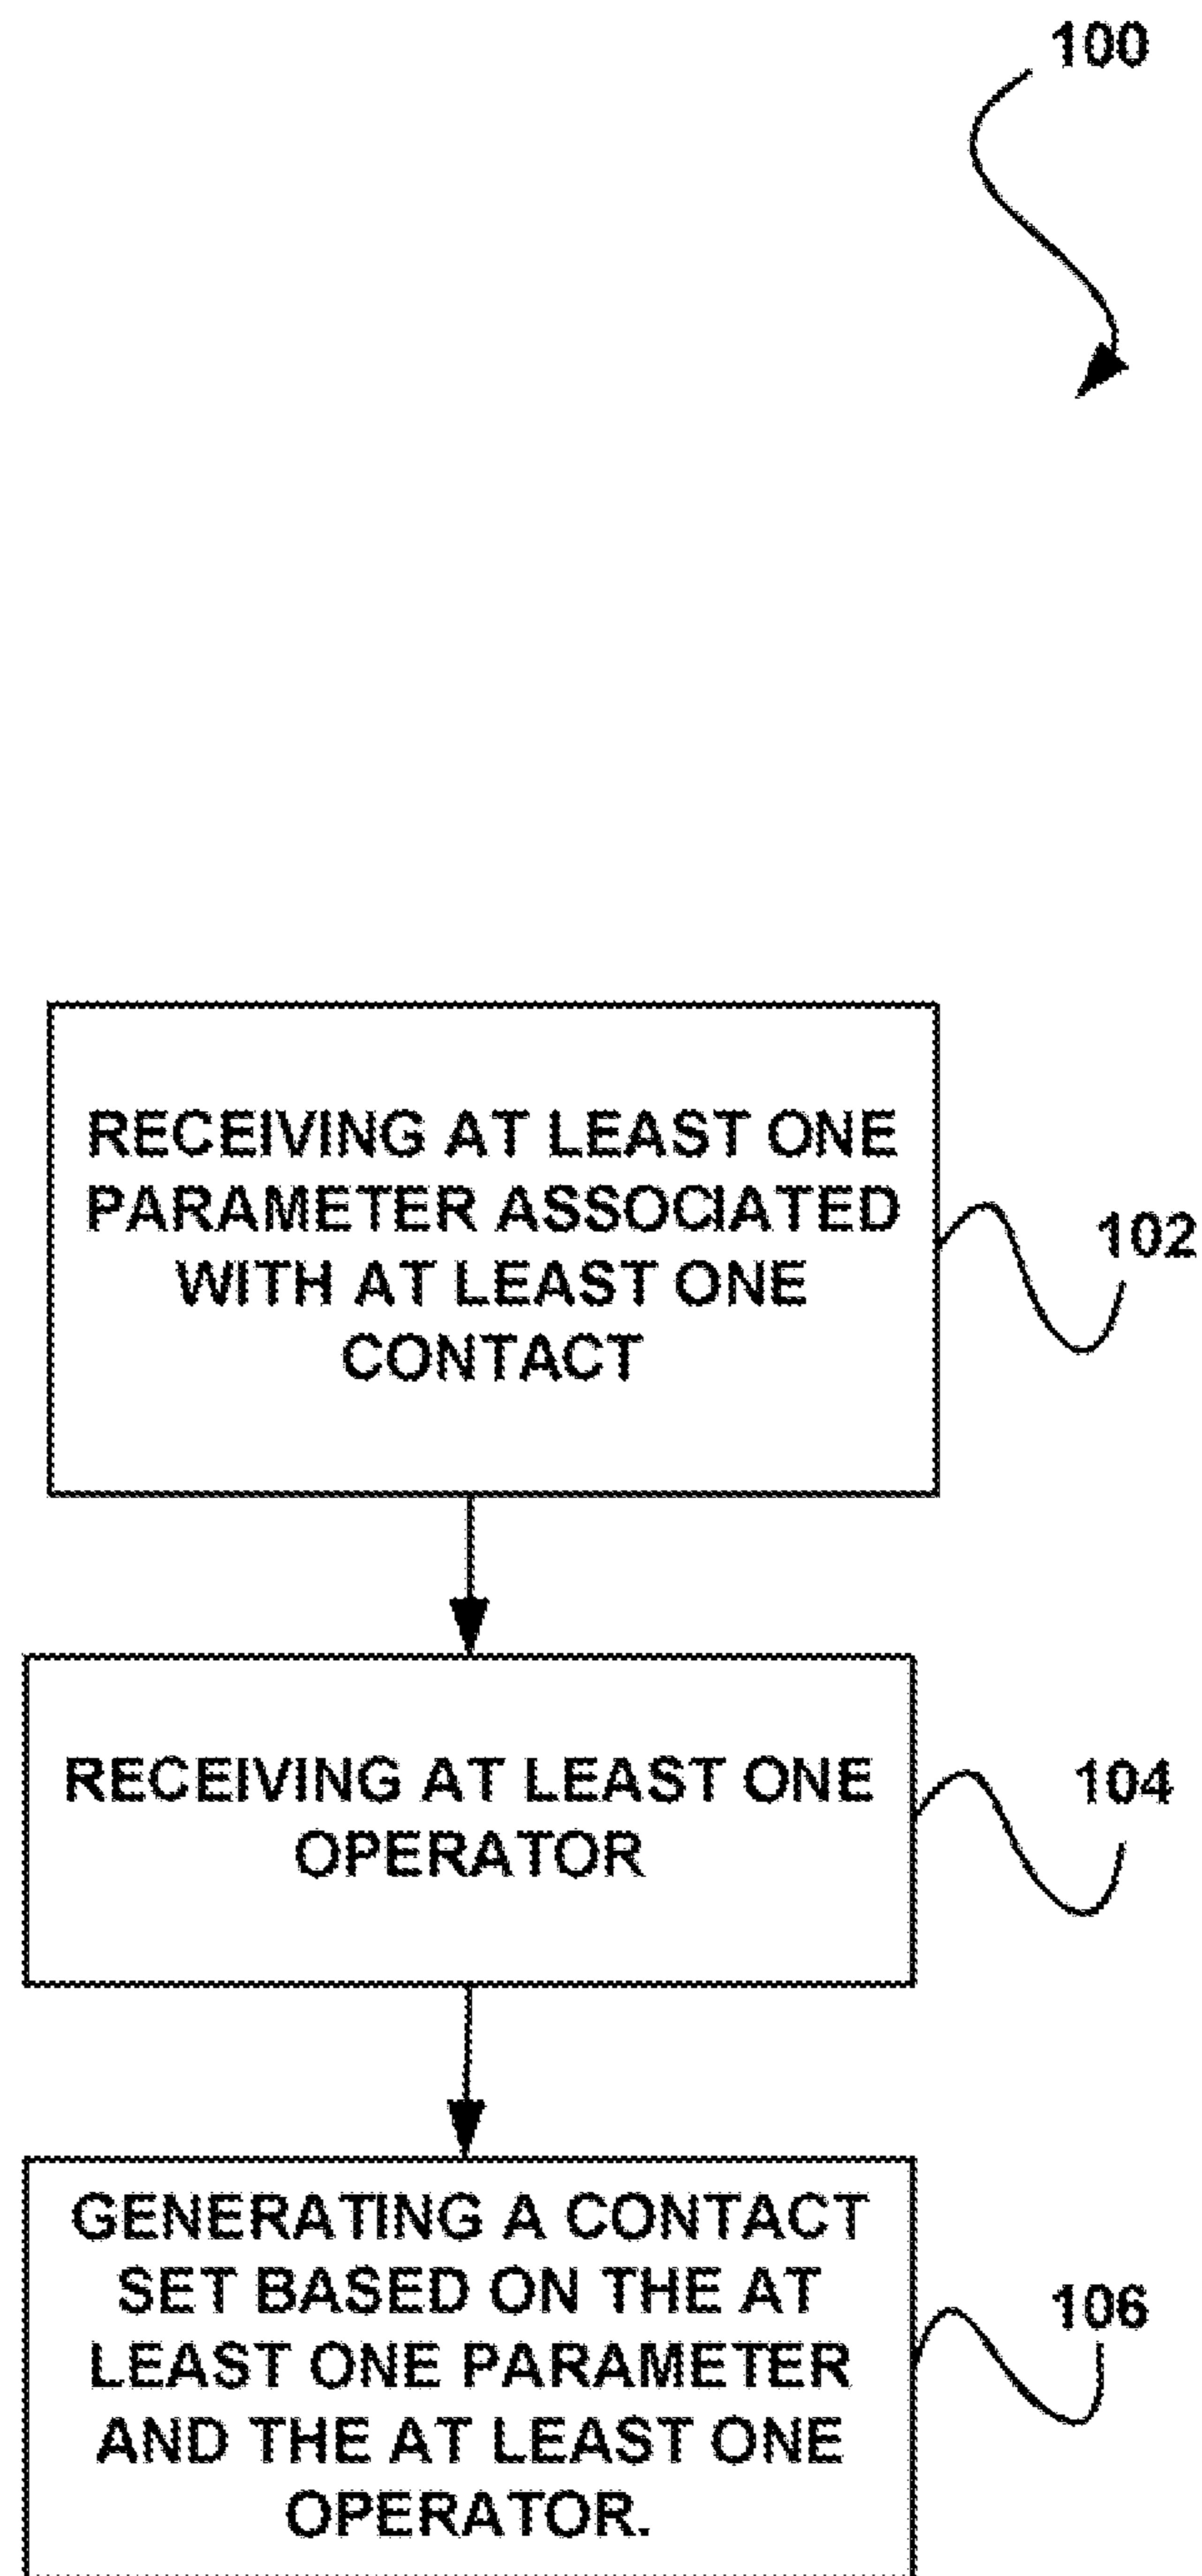 100
RECEIVING AT LEAST ONE
PARAMETER ASSOCIATED
WITH AT LEAST ONE
CONTACT
102
RECEIVING AT LEAST ONE
OPERATOR
104
GENERATING A CONTACT
SET BASED ON THE AT
LEAST ONE PARAMETER
AND THE AT LEAST ONE
OPERATOR.
106